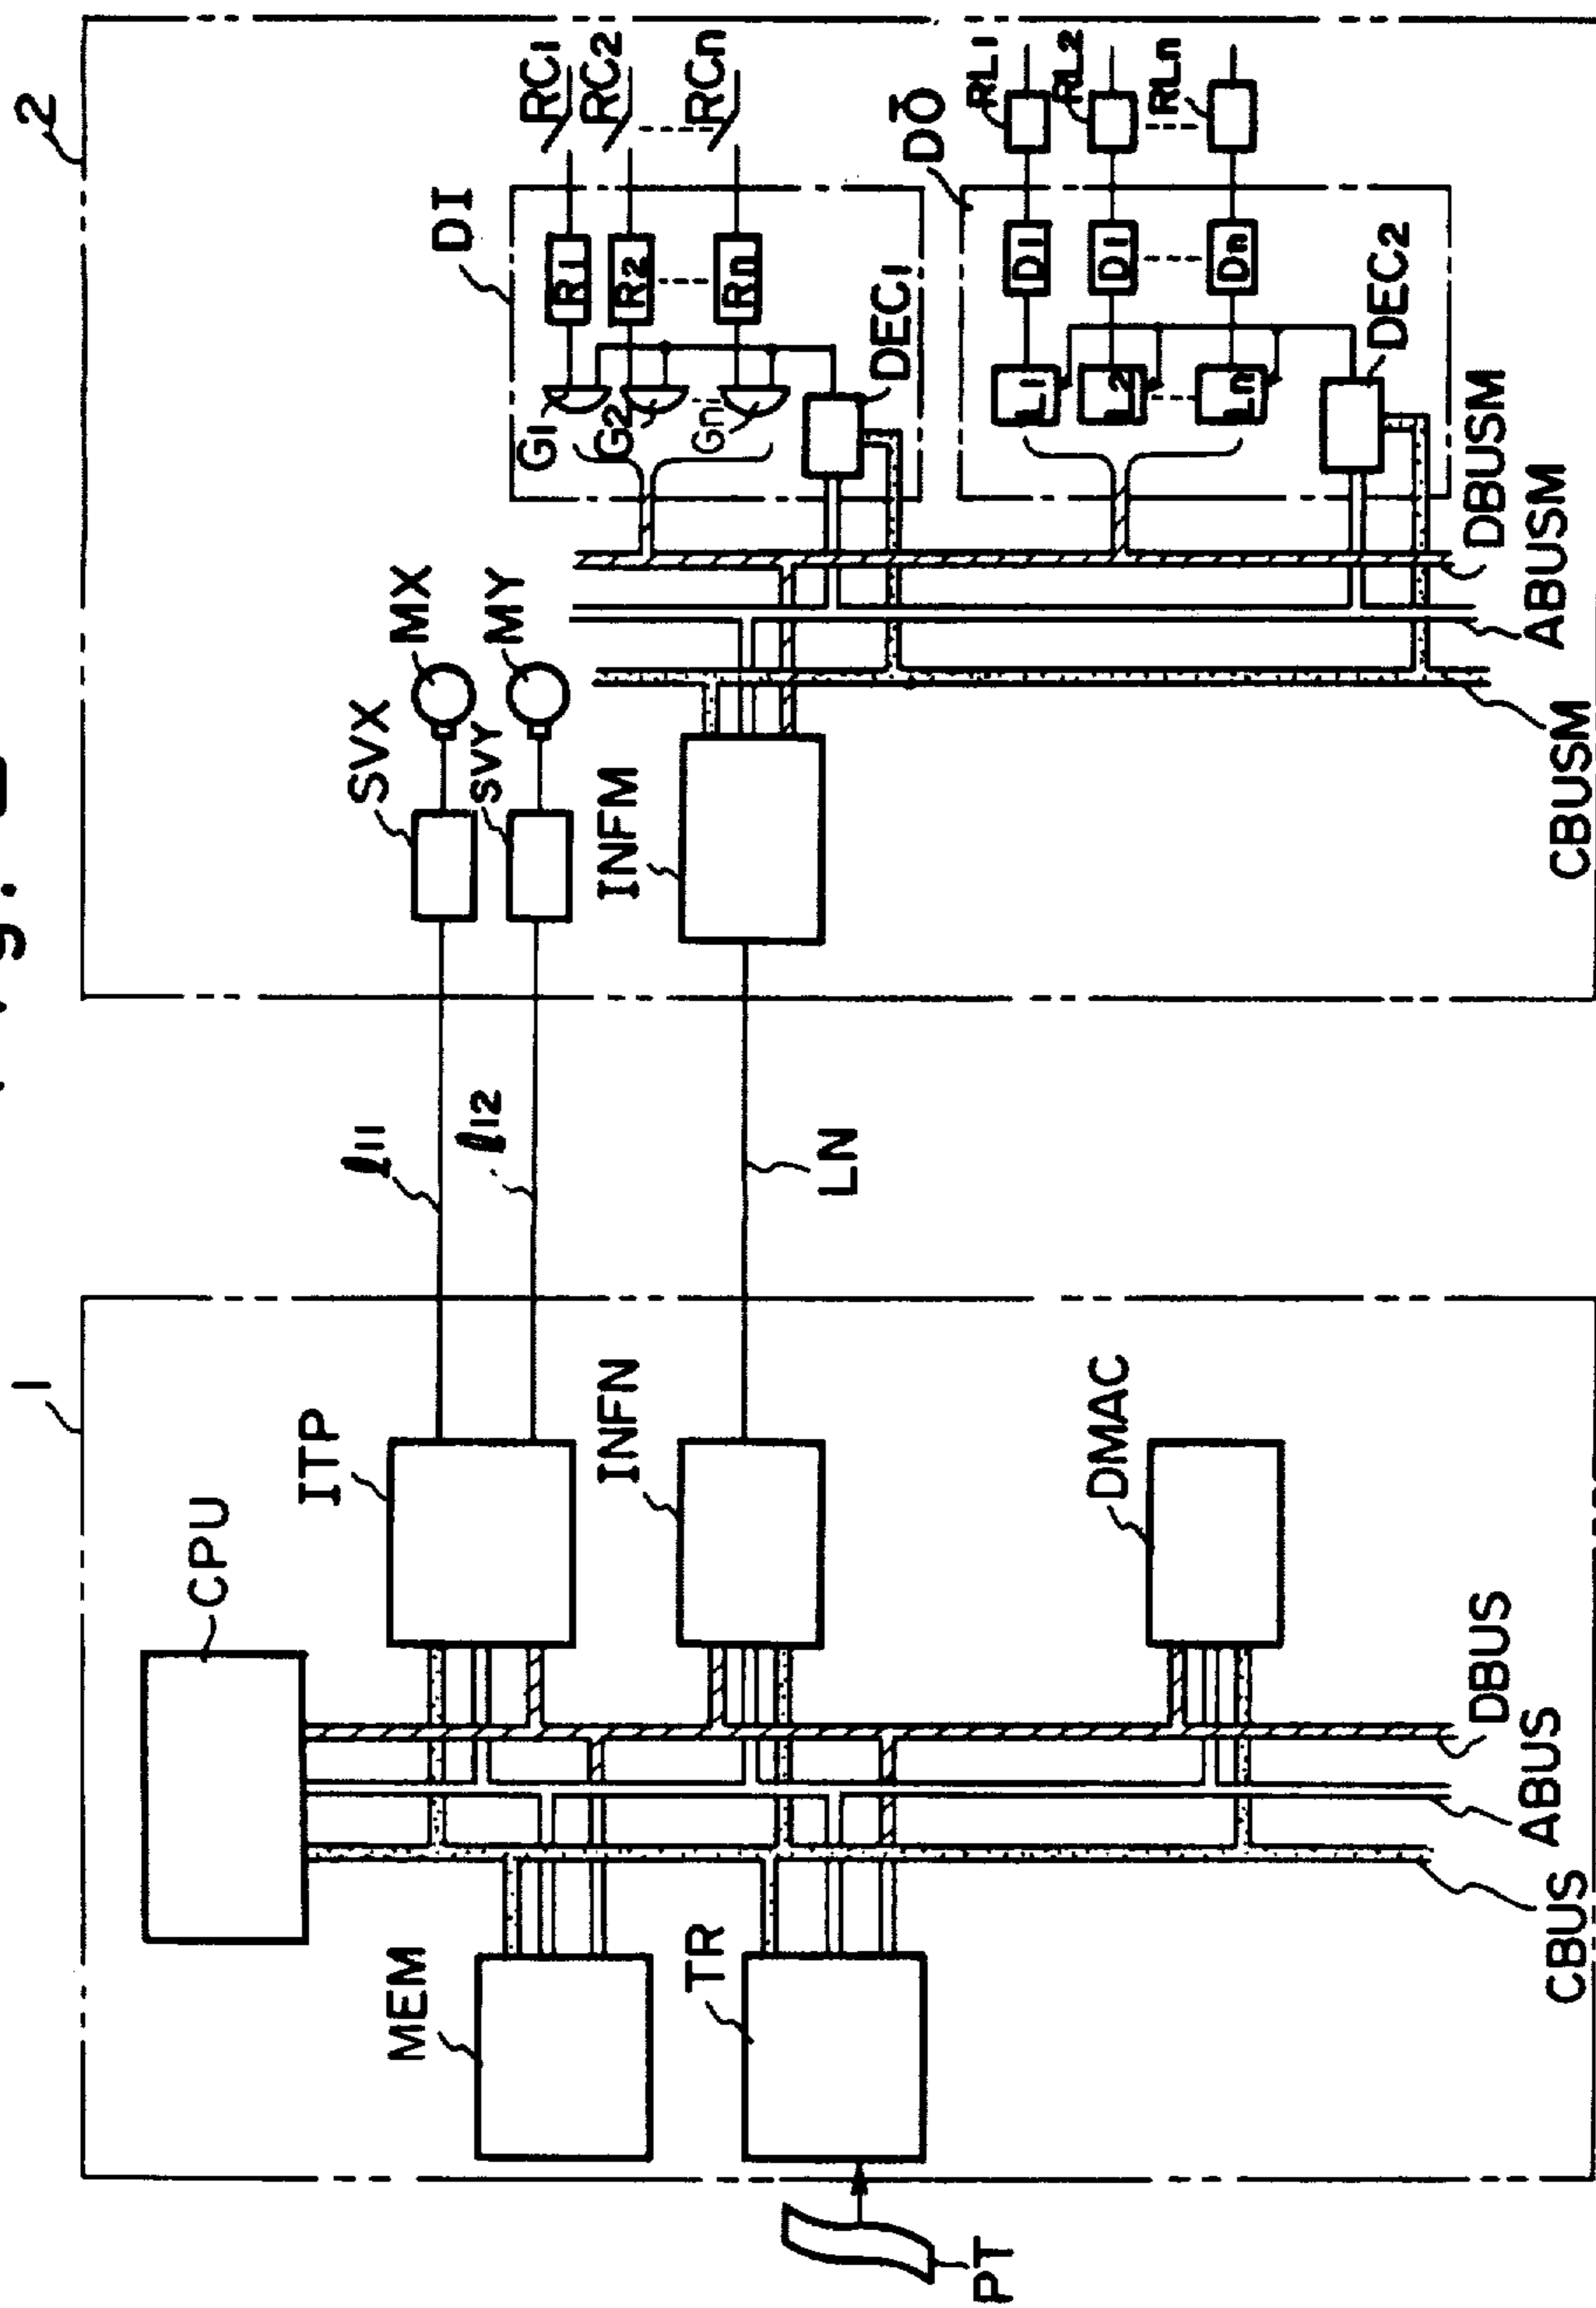 1
2
CPU
MEM
ITP
TR
INFN
DMAC
PT
CBUS
ABUS
DBUS
l11
l12
LN
SVX
MX
SVY
MY
INFM
DI
RC1
RC2
RCn
R1
R2
Rn
G1
G2
Gn
DEC1
DŌ
RL1
RL2
RLn
D1
D1
Dn
L1
L2
Ln
DEC2
DBUSM
ABUSM
CBUSM